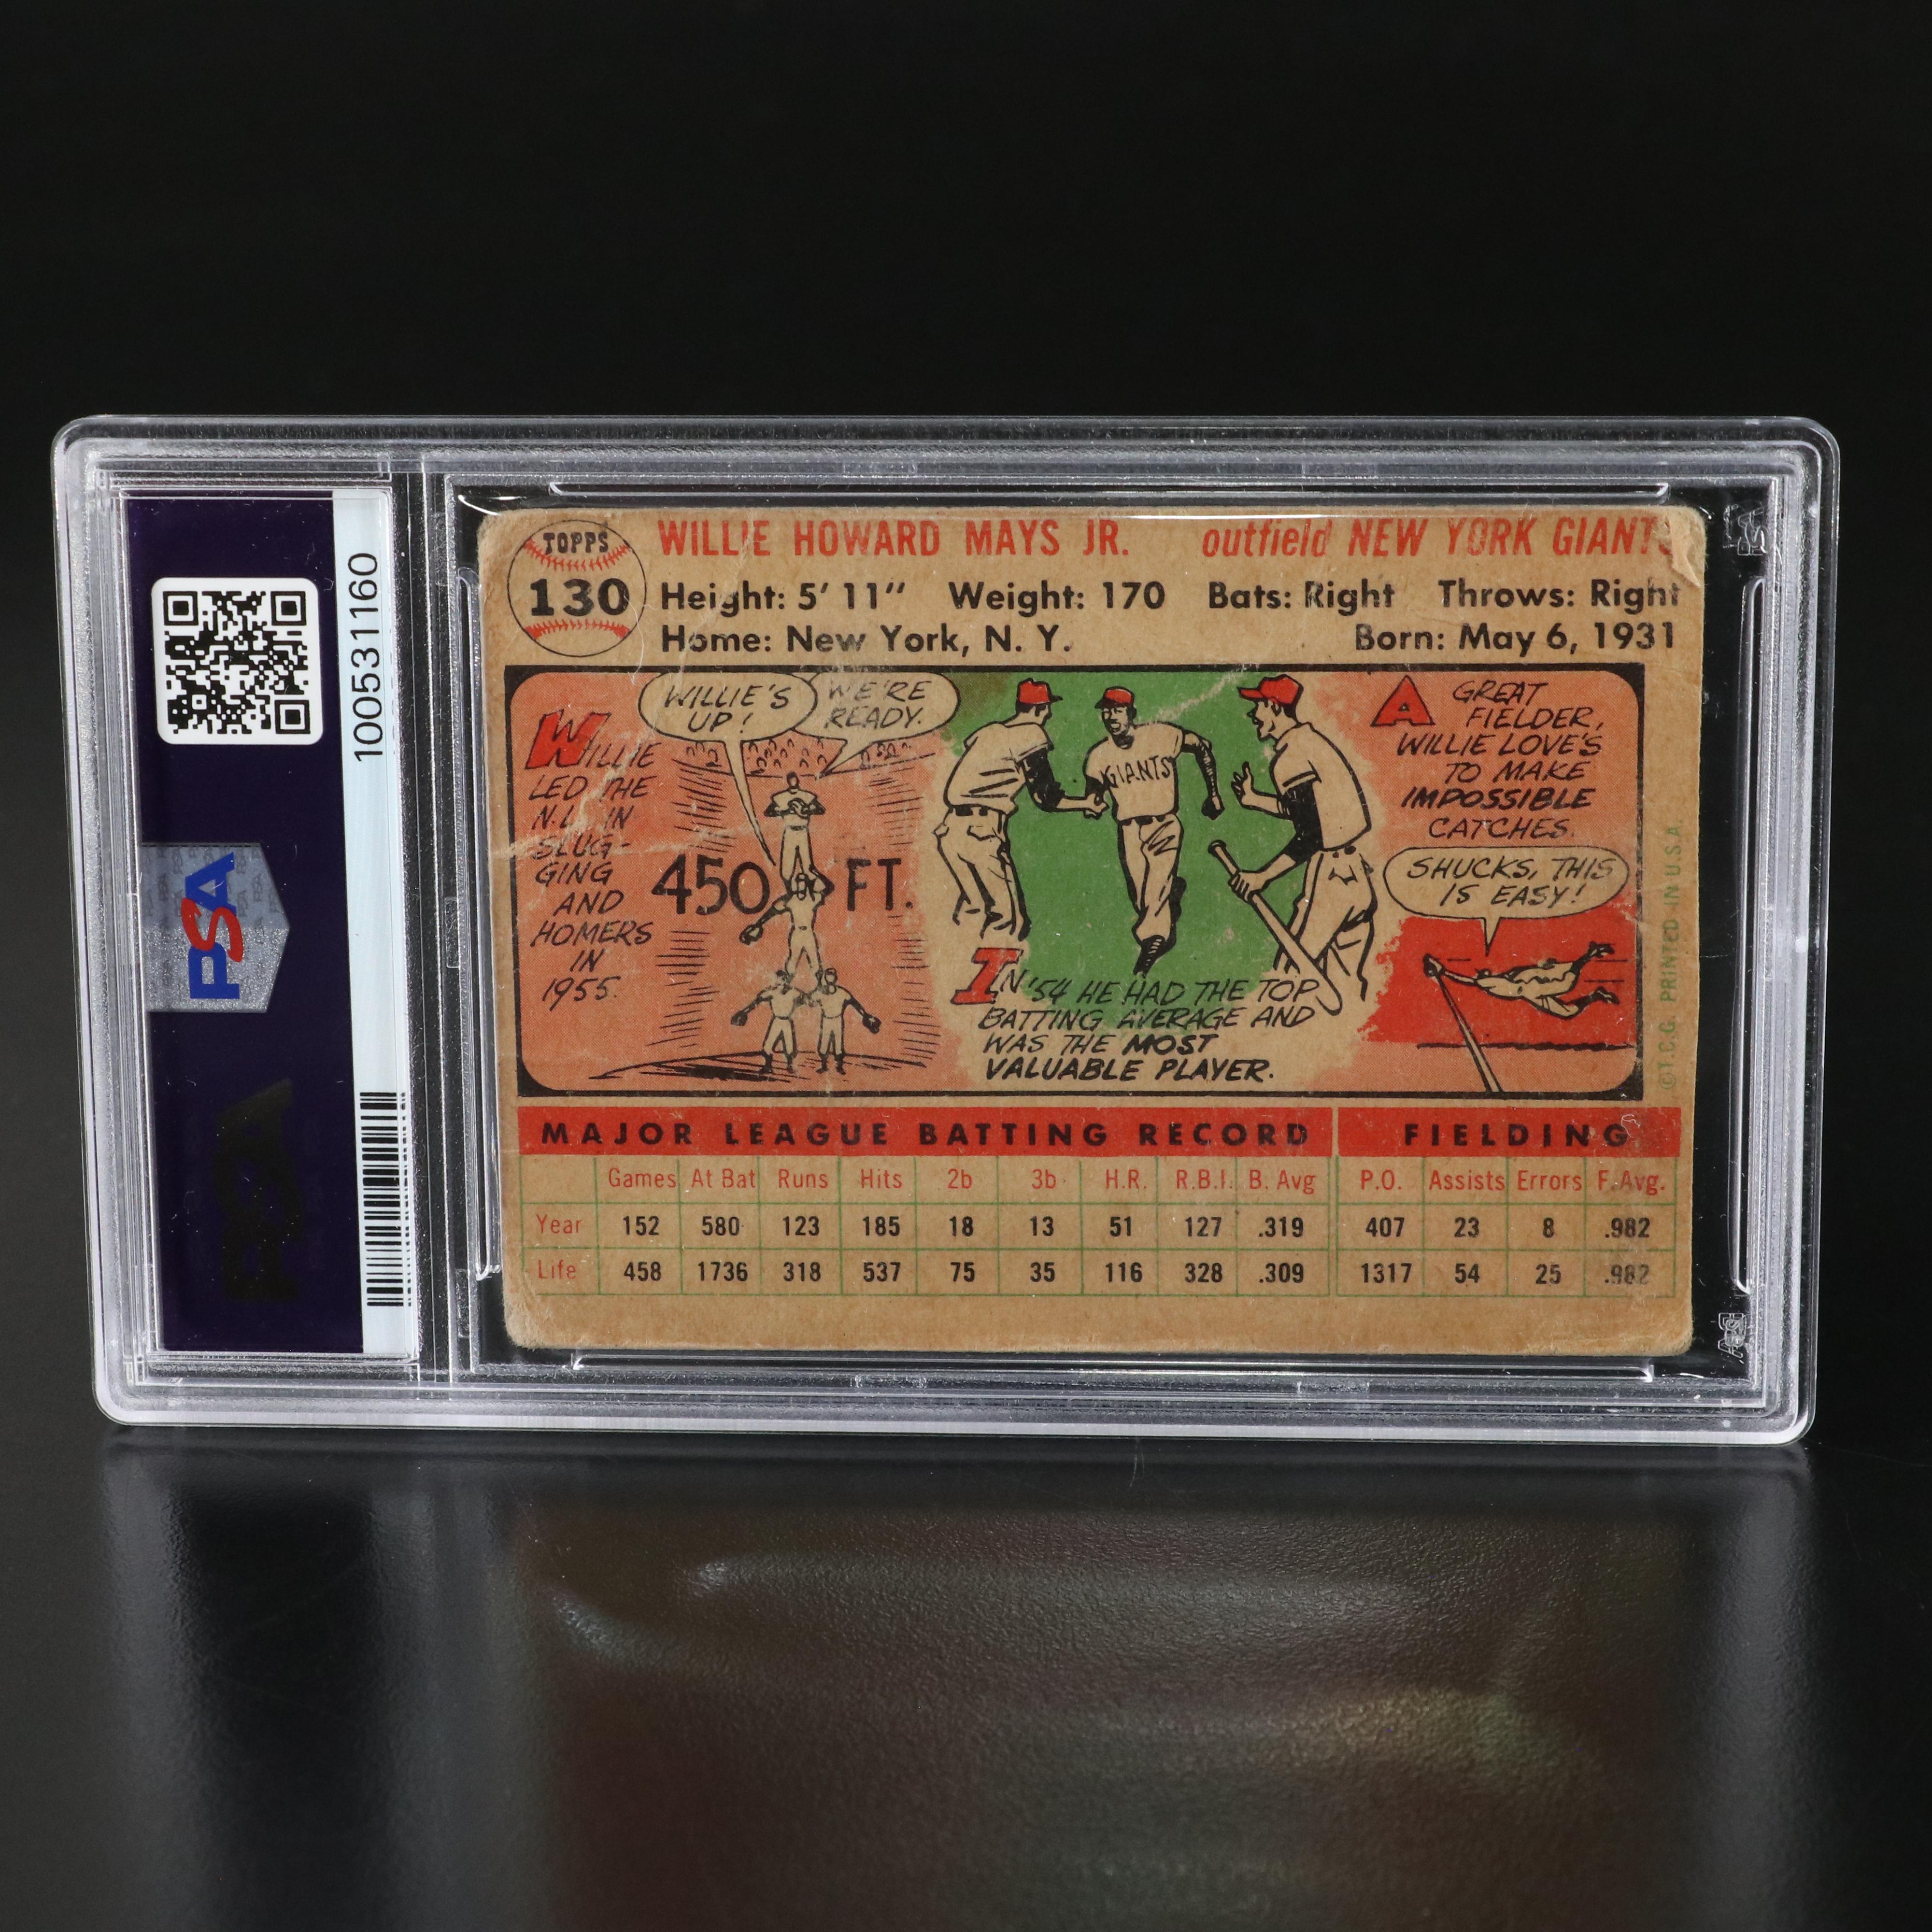 100531160
PSA
TOPPS
130
WILLIE HOWARD MAYS JR. outfield NEW YORK GIANTS
Height: 5' 11" Weight: 170 Bats: Right Throws: Right
Home: New York, N. Y. Born: May 6, 1931
WILLIE
LED THE
N.L. IN
SLUG-
GING
AND
HOMERS
IN
1955.
WILLIE'S
UP!
WE'RE
READY.
450 FT.
GIANTS
IN '54 HE HAD THE TOP
BATTING AVERAGE AND
WAS THE MOST
VALUABLE PLAYER.
A GREAT
FIELDER,
WILLIE LOVE'S
TO MAKE
IMPOSSIBLE
CATCHES.
SHUCKS, THIS
IS EASY!
©T.C.G. PRINTED IN U.S.A.
MAJOR LEAGUE BATTING RECORD FIELDING
Games At Bat Runs Hits 2b 3b H.R. R.B.I. B. Avg P.O. Assists Errors F. Avg.
Year 152 580 123 185 18 13 51 127 .319 407 23 8 .982
Life 458 1736 318 537 75 35 116 328 .309 1317 54 25 .982
PSA